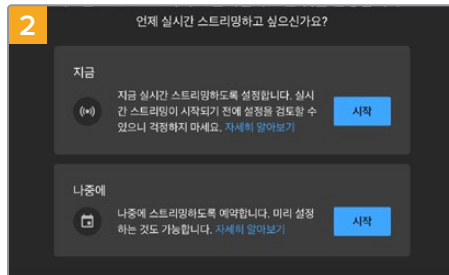 2
언제 실시간 스트리밍하고 싶으신가요?
지금
지금 실시간 스트리밍하도록 설정합니다. 실시
간 스트리밍이 시작되기 전에 설정을 검토할 수
있으니 걱정하지 마세요. 자세히 알아보기
시작
나중에
나중에 스트리밍하도록 예약합니다. 미리 설정
하는 것도 가능합니다. 자세히 알아보기
시작